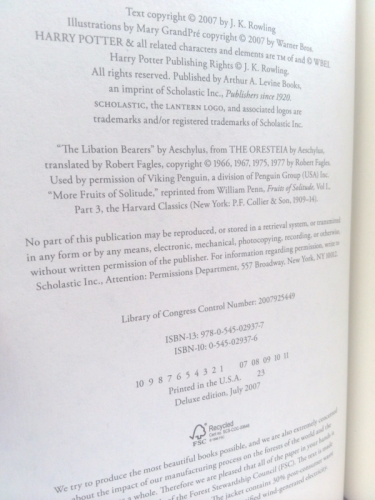 Text copyright © 2007 by J. K. Rowling
Illustrations by Mary GrandPré copyright © 2007 by Warner Bros.
HARRY POTTER & all related characters and elements are TM of and © WBEI.
Harry Potter Publishing Rights © J. K. Rowling.
All rights reserved. Published by Arthur A. Levine Books,
an imprint of Scholastic Inc., Publishers since 1920.
SCHOLASTIC, the LANTERN LOGO, and associated logos are
trademarks and/or registered trademarks of Scholastic Inc.
"The Libation Bearers" by Aeschylus, from THE ORESTEIA by Aeschylus,
translated by Robert Fagles, copyright © 1966, 1967, 1975, 1977 by Robert Fagles.
Used by permission of Viking Penguin, a division of Penguin Group (USA) Inc.
"More Fruits of Solitude," reprinted from William Penn, Fruits of Solitude, Vol. I.,
Part 3, the Harvard Classics (New York: P.F. Collier & Son, 1909-14).
No part of this publication may be reproduced, or stored in a retrieval system, or transmitted
in any form or by any means, electronic, mechanical, photocopying, recording, or otherwise,
without written permission of the publisher. For information regarding permission, write to
Scholastic Inc., Attention: Permissions Department, 557 Broadway, New York, NY 10012.
Library of Congress Control Number: 2007925449
ISBN-13: 978-0-545-02937-7
ISBN-10: 0-545-02937-6
10 9 8 7 6 5 4 3 2 1 07 08 09 10 11
Printed in the U.S.A. 23
Deluxe edition, July 2007
Recycled
FSC
We try to produce the most beautiful books possible, and we are also extremely concerned
about the impact of our manufacturing process on the forests of the world and the
Therefore we are pleased that all of the paper in this book is
of the Forest Stewardship Council (FSC). The text is made
The jacket contains 30% post-consumer waste
wind-generated electricity